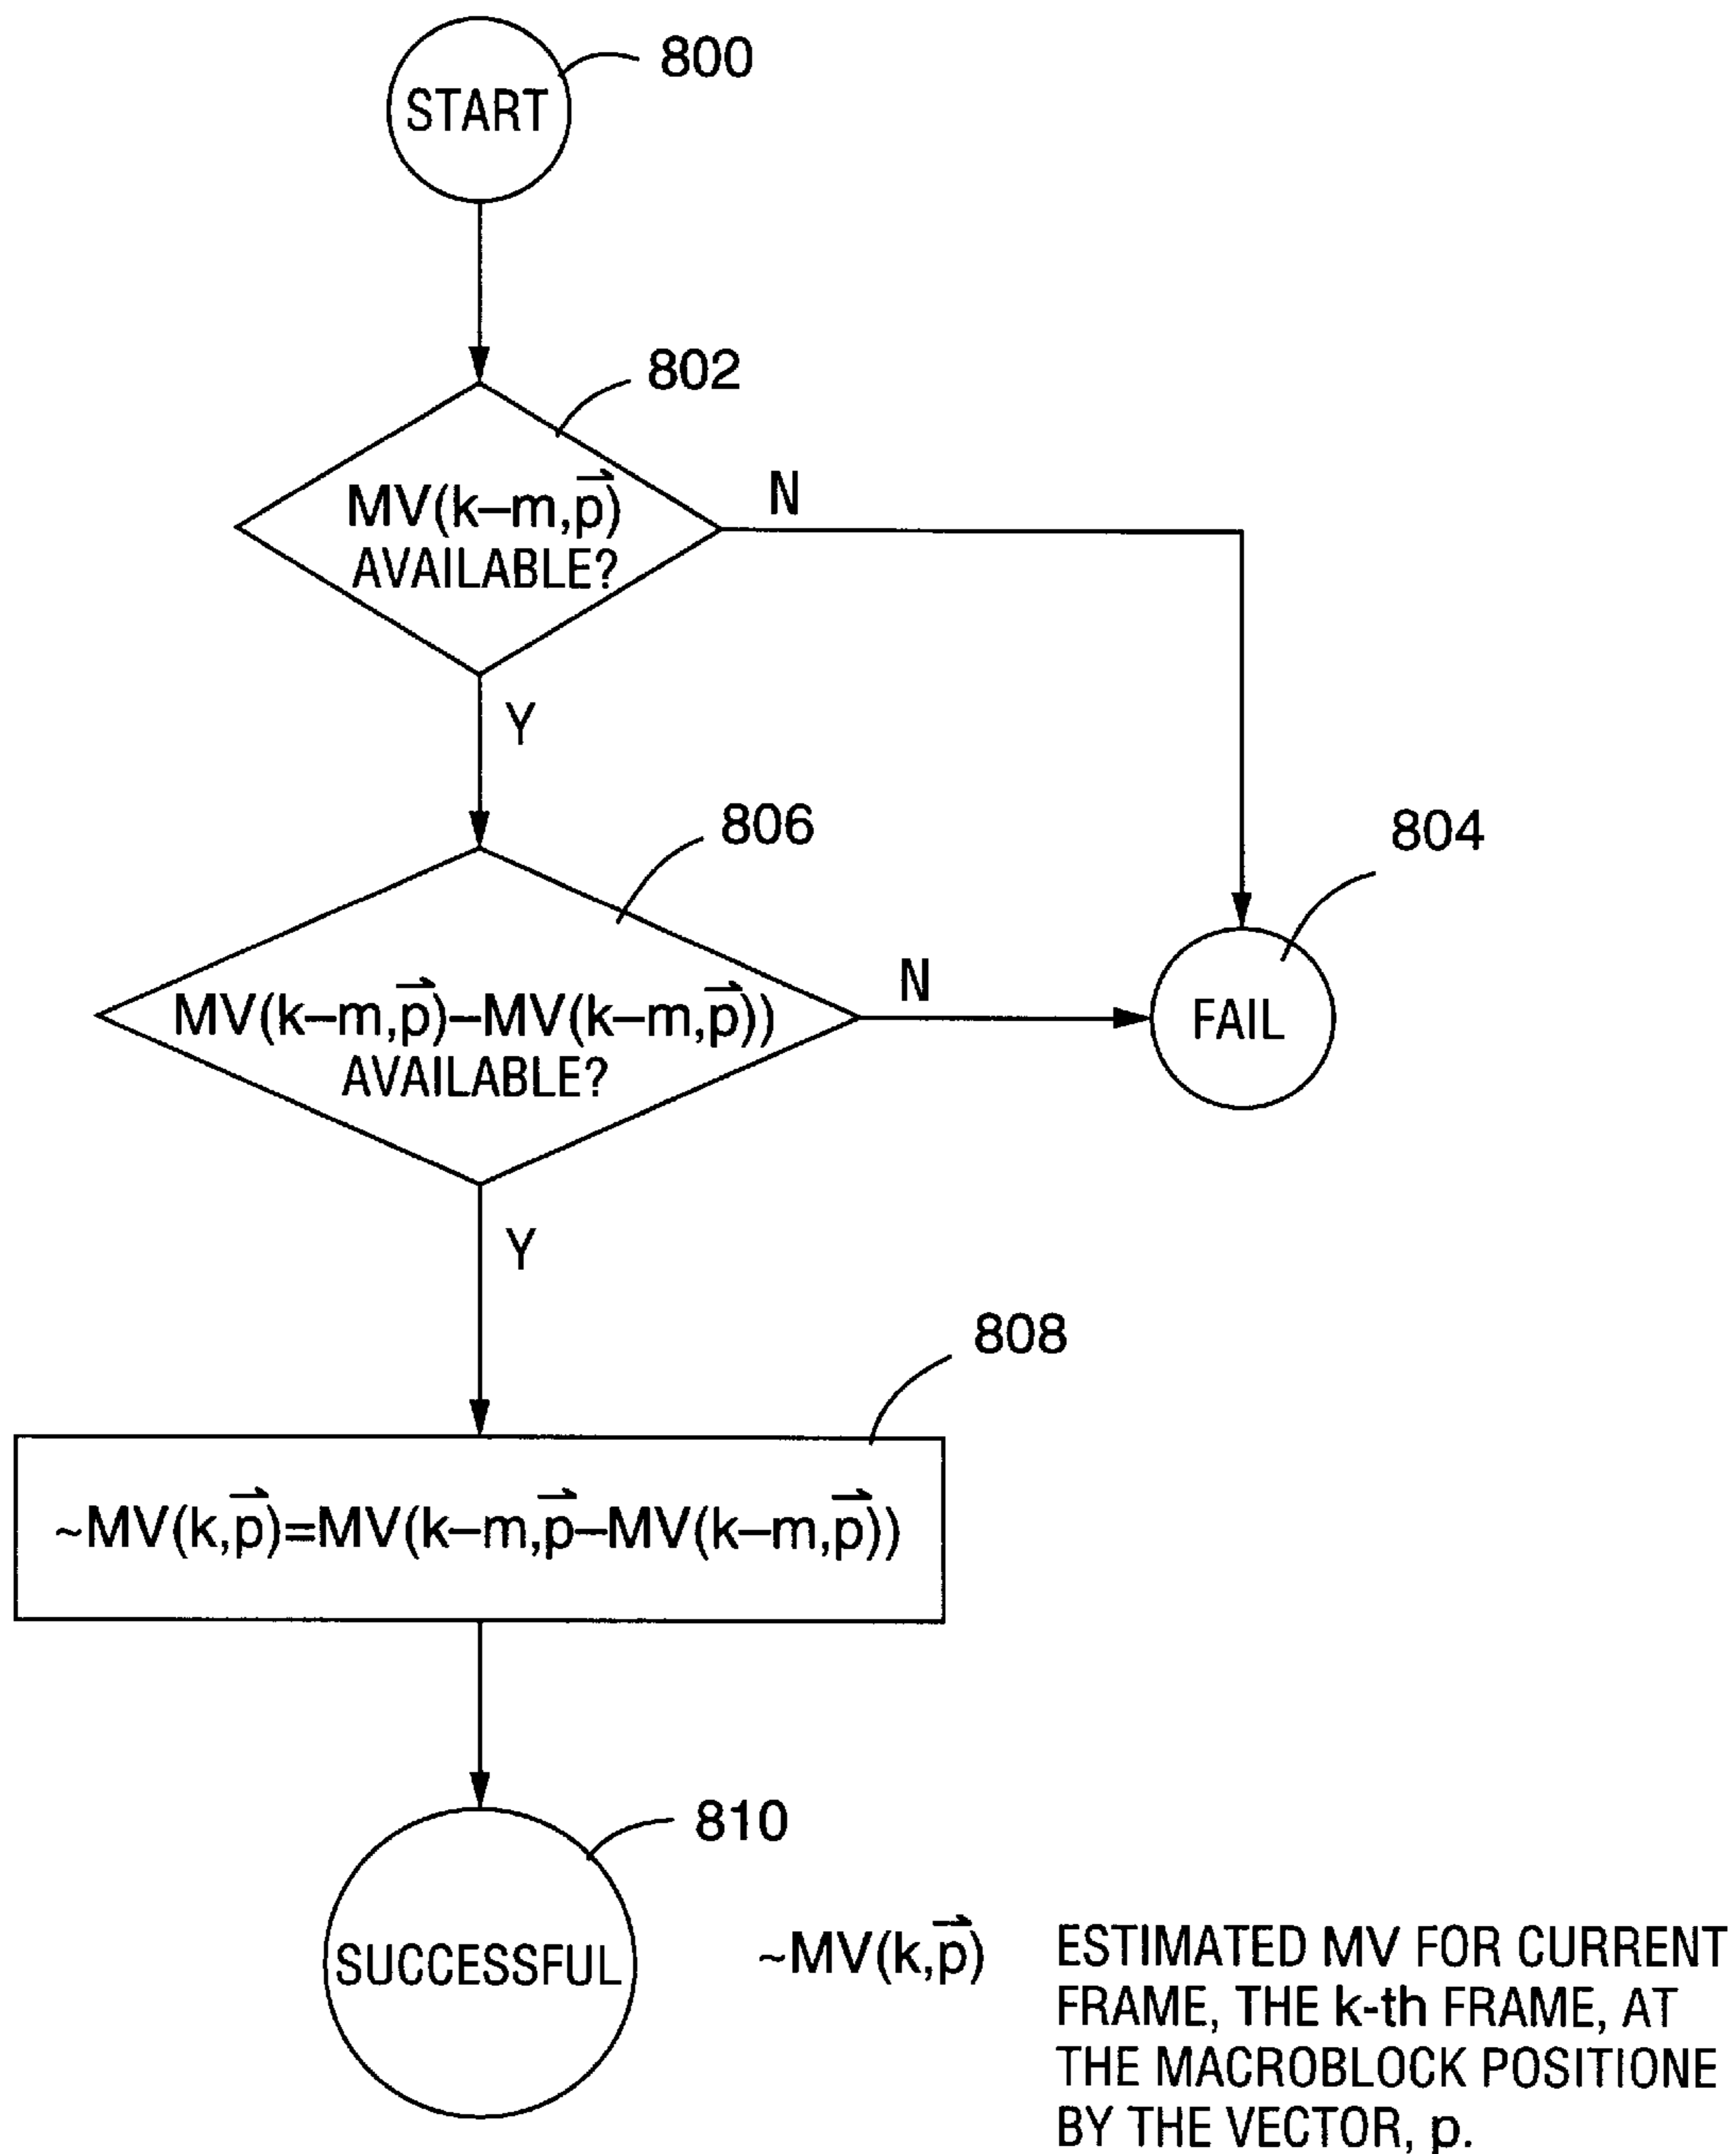 800
START
802
MV(k–m,p⃗)
AVAILABLE?
N
Y
806
804
MV(k–m,p⃗)–MV(k–m,p⃗))
AVAILABLE?
N
FAIL
Y
808
~MV(k,p⃗)=MV(k–m,p⃗–MV(k–m,p⃗))
810
SUCCESSFUL
~MV(k,p⃗)
ESTIMATED MV FOR CURRENT
FRAME, THE k-th FRAME, AT
THE MACROBLOCK POSITIONE
BY THE VECTOR, p.